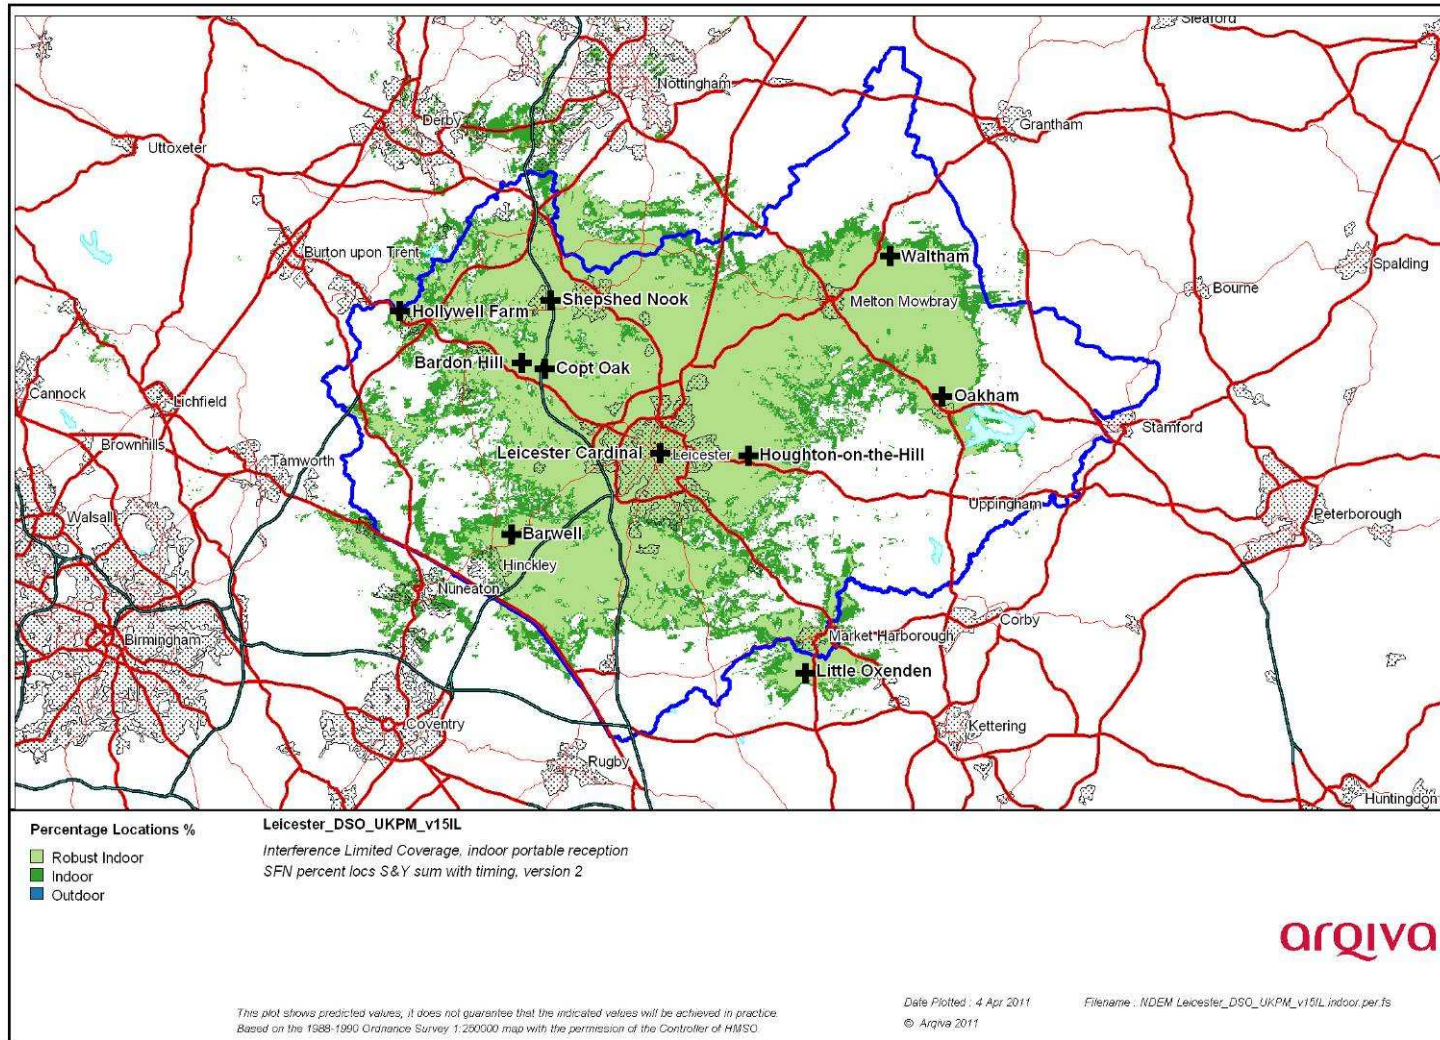 Sleaford
Nottingham
Derby
Grantham
Uttoxeter
Burton upon Trent
Waltham
Spalding
Bourne
Shepshed Nook
Melton Mowbray
Hollywell Farm
Bardon Hill
Copt Oak
Cannock
Lichfield
Oakham
Stamford
Brownhills
Tamworth
Leicester Cardinal
Leicester
Houghton-on-the-Hill
Uppingham
Walsall
Peterborough
Barwell
Hinckley
Nuneaton
Corby
Birmingham
Market Harborough
Little Oxenden
Coventry
Kettering
Rugby
Huntingdon
Percentage Locations %
Robust Indoor
Indoor
Outdoor
Leicester_DSO_UKPM_v15IL
Interference Limited Coverage, indoor portable reception
SFN percent locs S&Y sum with timing, version 2
arqiva
This plot shows predicted values; it does not guarantee that the indicated values will be achieved in practice.
Based on the 1988-1990 Ordnance Survey 1:250000 map with the permission of the Controller of HMSO
Date Plotted : 4 Apr 2011
© Arqiva 2011
Filename : NDEM Leicester_DSO_UKPM_v15IL.indoor.per.fs